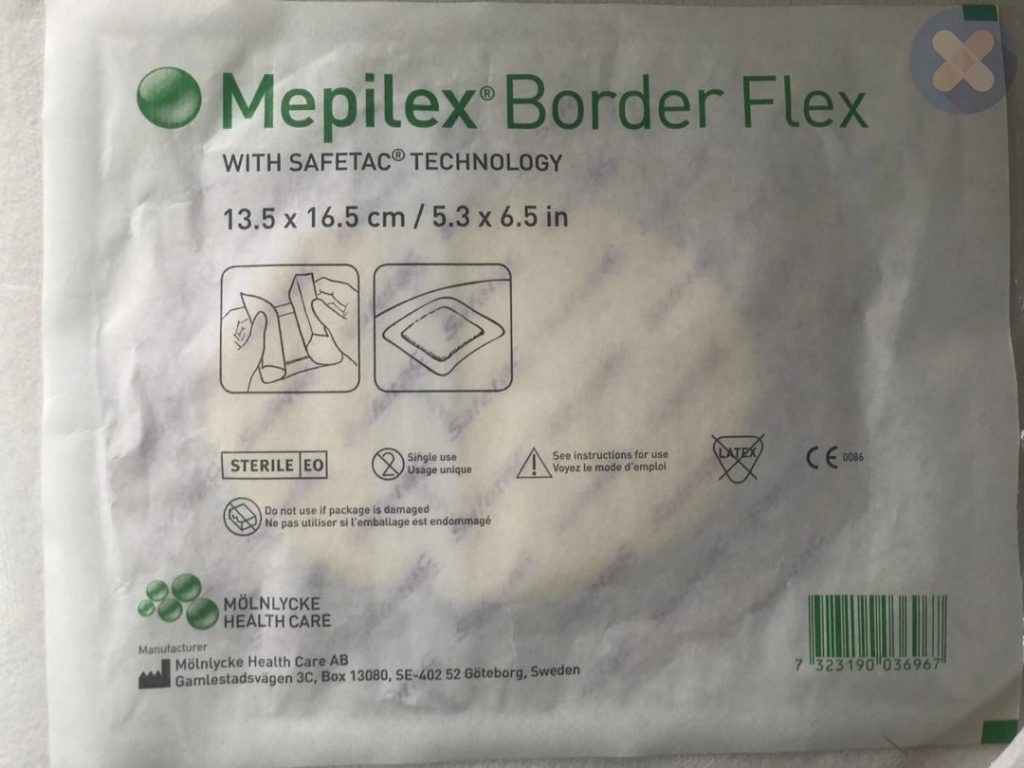 Mepilex® Border Flex
WITH SAFETAC® TECHNOLOGY
13.5 x 16.5 cm / 5.3 x 6.5 in
STERILE EO
2 Single use
Usage unique
See instructions for use
Voyez le mode d'emploi
LATEX
CE 0086
Do not use if package is damaged
Ne pas utiliser si l'emballage est endommagé
MÖLNLYCKE
HEALTH CARE
Manufacturer
Mölnlycke Health Care AB
Gamlestadsvägen 3C, Box 13080, SE-402 52 Göteborg, Sweden
7 323190 036967